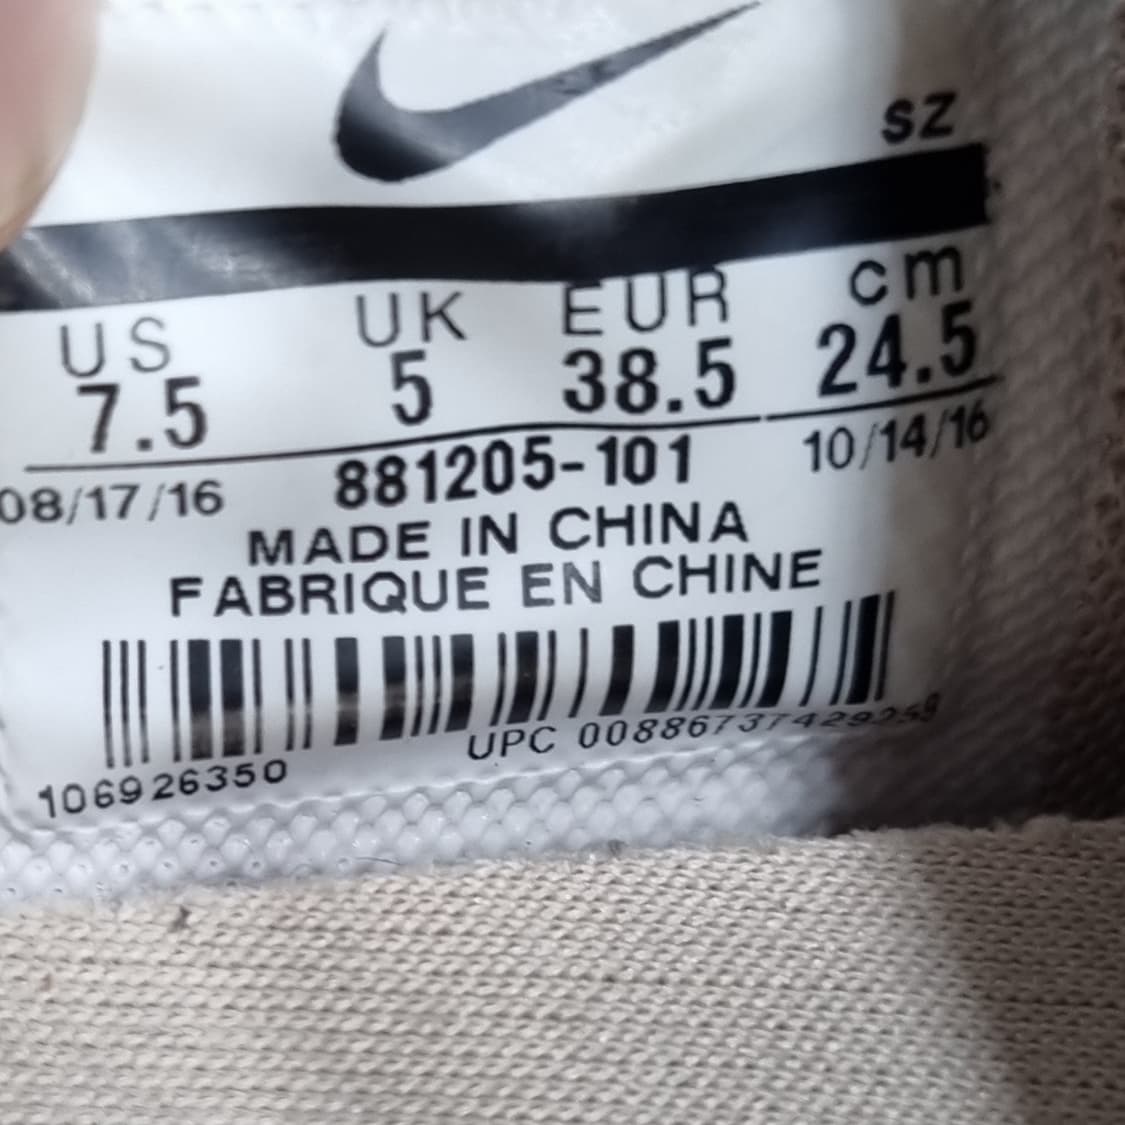 SZ
US UK EUR cm
7.5 5 38.5 24.5
08/17/16 881205-101 10/14/16
MADE IN CHINA
FABRIQUE EN CHINE
UPC
106926350